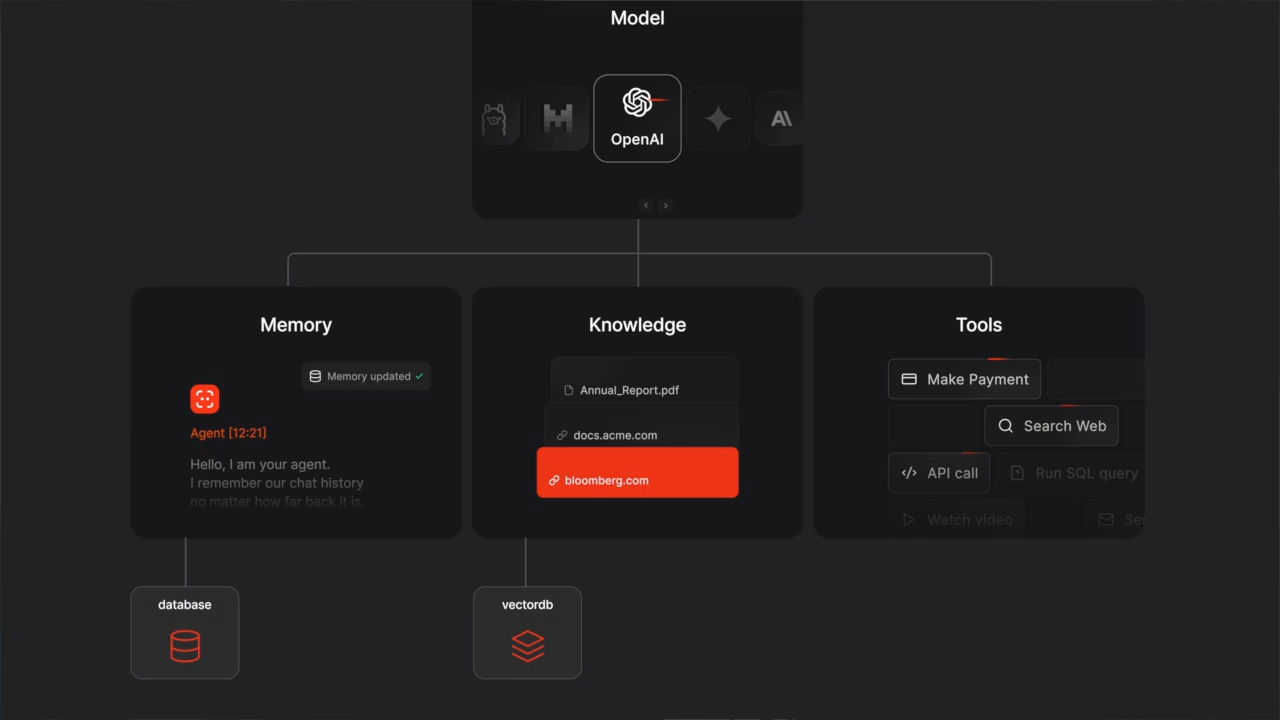 Model
OpenAI
Memory
Memory updated
Agent [12:21]
Hello, I am your agent.
I remember our chat history
no matter how far back it is.
Knowledge
Annual_Report.pdf
docs.acme.com
bloomberg.com
Tools
Make Payment
Search Web
API call
Run SQL query
Watch video
database
vectordb